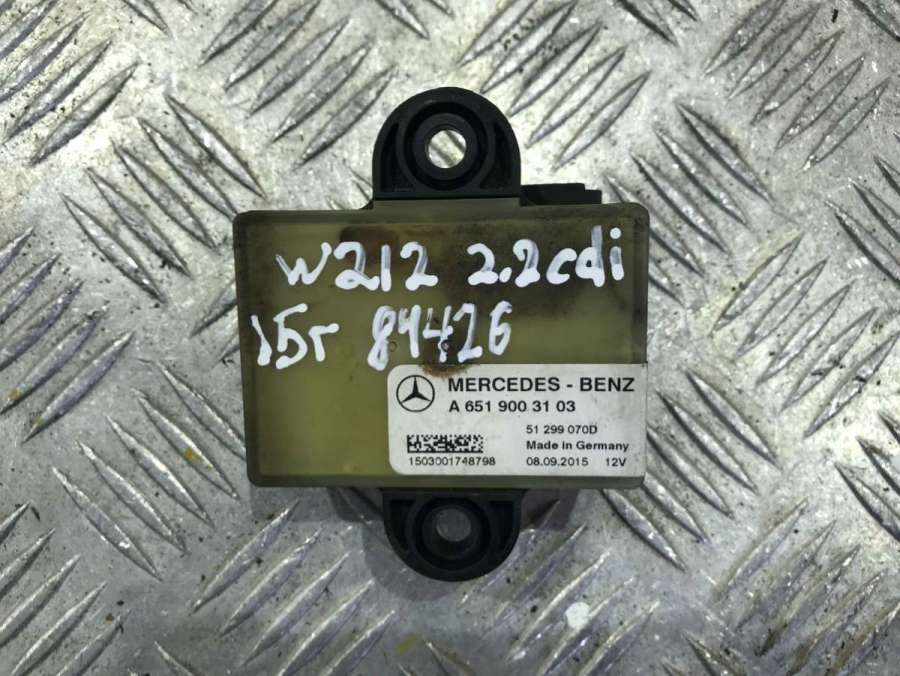 W212 2.2cdi
15г 84426
MERCEDES - BENZ
A 651 900 31 03
51 299 070D
Made in Germany
1503001748798
08.09.2015 12V